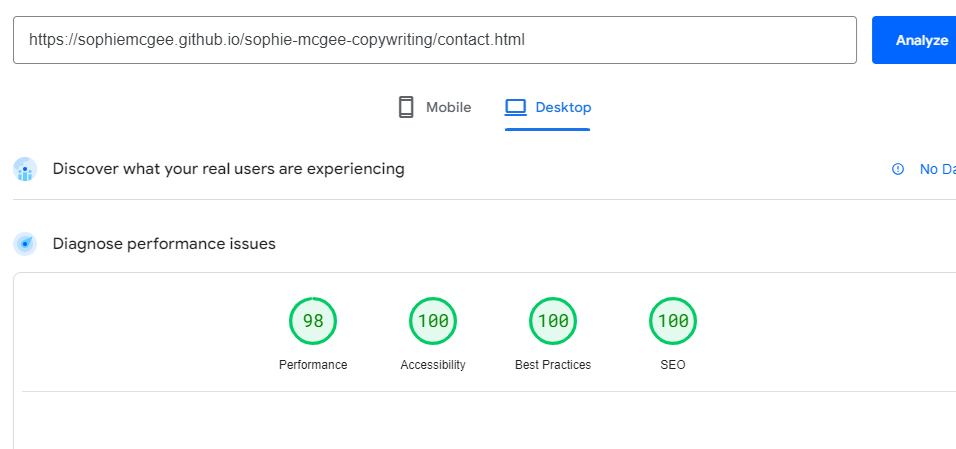 https://sophiemcgee.github.io/sophie-mcgee-copywriting/contact.html
Analyze
Mobile
Desktop
Discover what your real users are experiencing
No Da
Diagnose performance issues
98
100
100
100
Performance
Accessibility
Best Practices
SEO